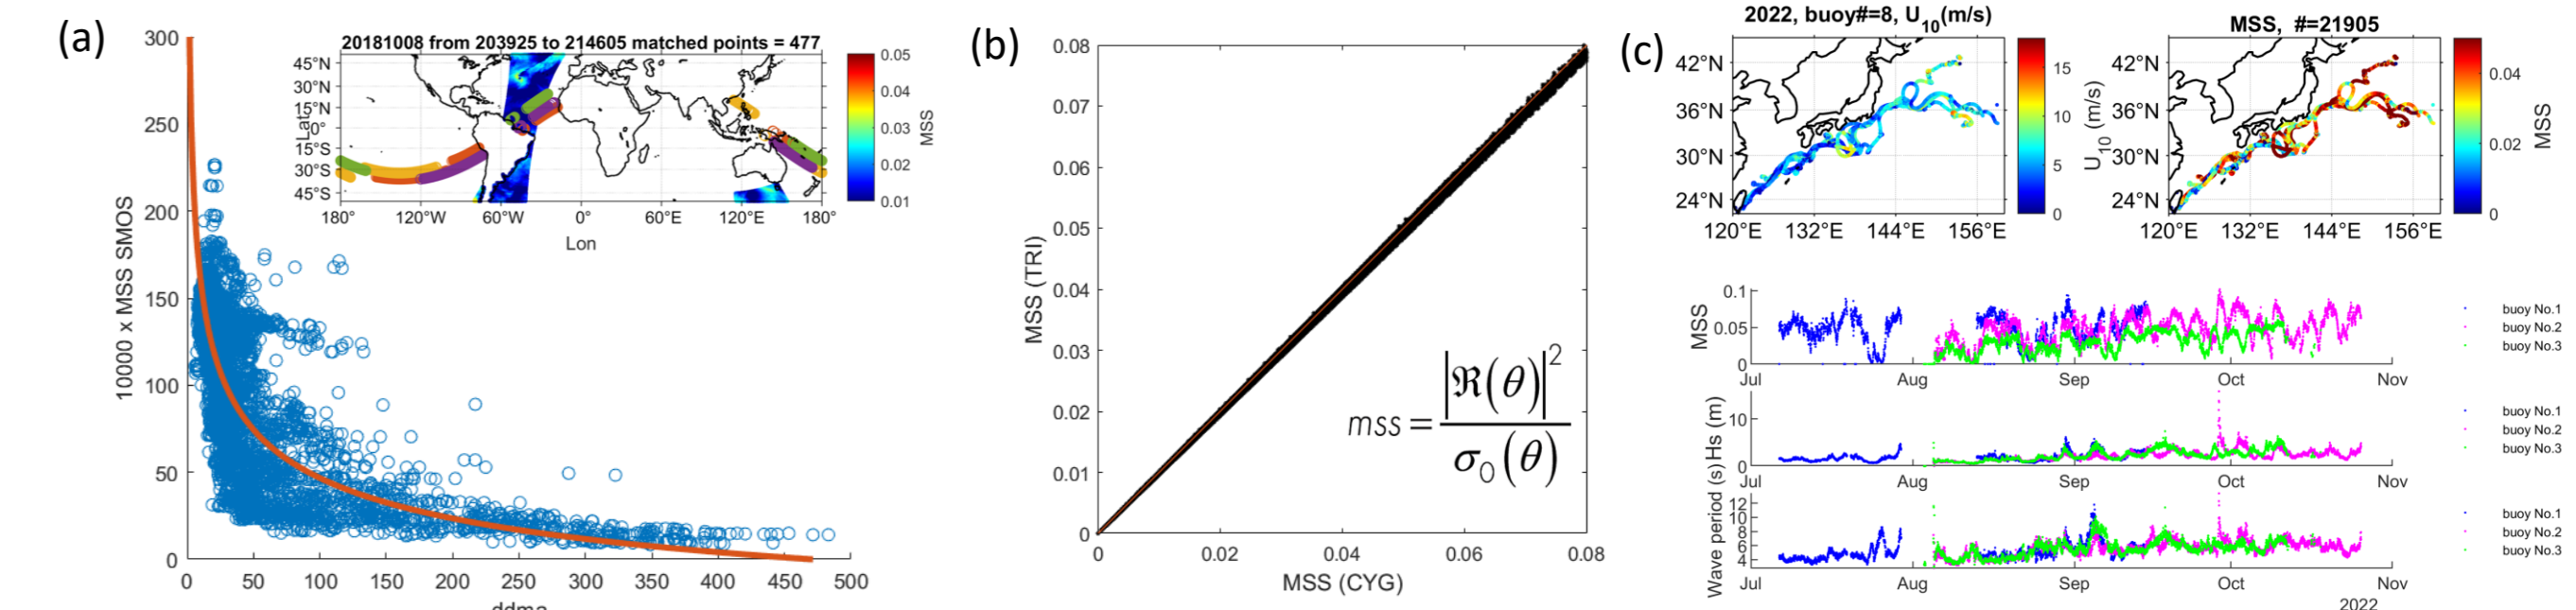 (a)
20181008 from 203925 to 214605 matched points = 477
45°N
30°N
15°N
0°
15°S
30°S
45°S
Lat
180° 120°W 60°W 0° 60°E 120°E 180°
Lon
0.05
0.04
0.03
0.02
0.01
MSS
300
250
200
150
100
50
0
10000 x MSS SMOS
0 50 100 150 200 250 300 350 400 450 500
ddma
(b)
0.08
0.07
0.06
0.05
0.04
0.03
0.02
0.01
0
MSS (TRI)
mss = |ℜ(θ)|² / σ₀(θ)
0 0.02 0.04 0.06 0.08
MSS (CYG)
(c)
2022, buoy#=8, U10(m/s)
42°N
36°N
30°N
24°N
120°E 132°E 144°E 156°E
15
10
5
0
U10 (m/s)
MSS, #=21905
42°N
36°N
30°N
24°N
120°E 132°E 144°E 156°E
0.04
0.02
0
MSS
0.1
0.05
0
MSS
buoy No.1
buoy No.2
buoy No.3
Jul Aug Sep Oct Nov
10
0
Hs (m)
buoy No.1
buoy No.2
buoy No.3
Jul Aug Sep Oct Nov
12
10
8
6
4
Wave period (s)
buoy No.1
buoy No.2
buoy No.3
Jul Aug Sep Oct Nov
2022